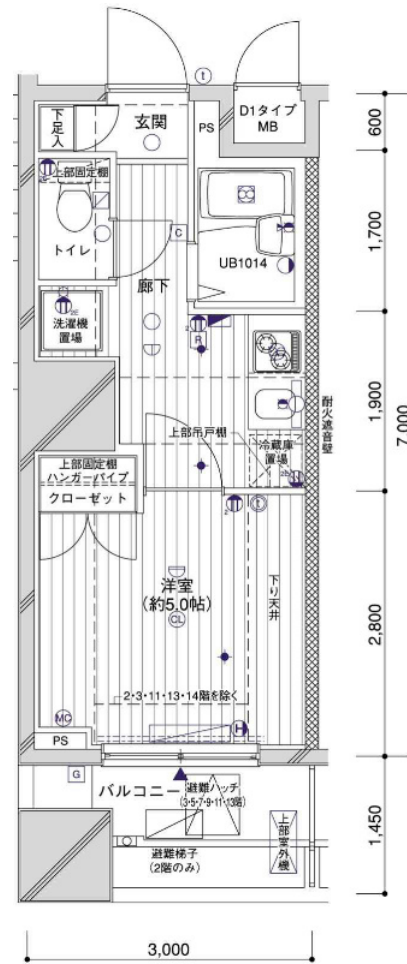 t
下足入
玄関
PS
D1タイプ
MB
600
上部固定棚
2E
トイレ
C
UB1014
1,700
廊下
2E
洗濯機
置場
2
R
1,900
7,000
耐火遮音壁
上部吊戸棚
冷蔵庫
置場
2E
上部固定棚
ハンガーパイプ
クローゼット
2
t
洋室
(約5.0帖)
CL
下り天井
2,800
2・3・11・13・14階を除く
MC
H
PS
G
バルコニー
避難ハッチ
(3・5・7・9・11・13階)
上部室外機
1,450
避難梯子
(2階のみ)
3,000